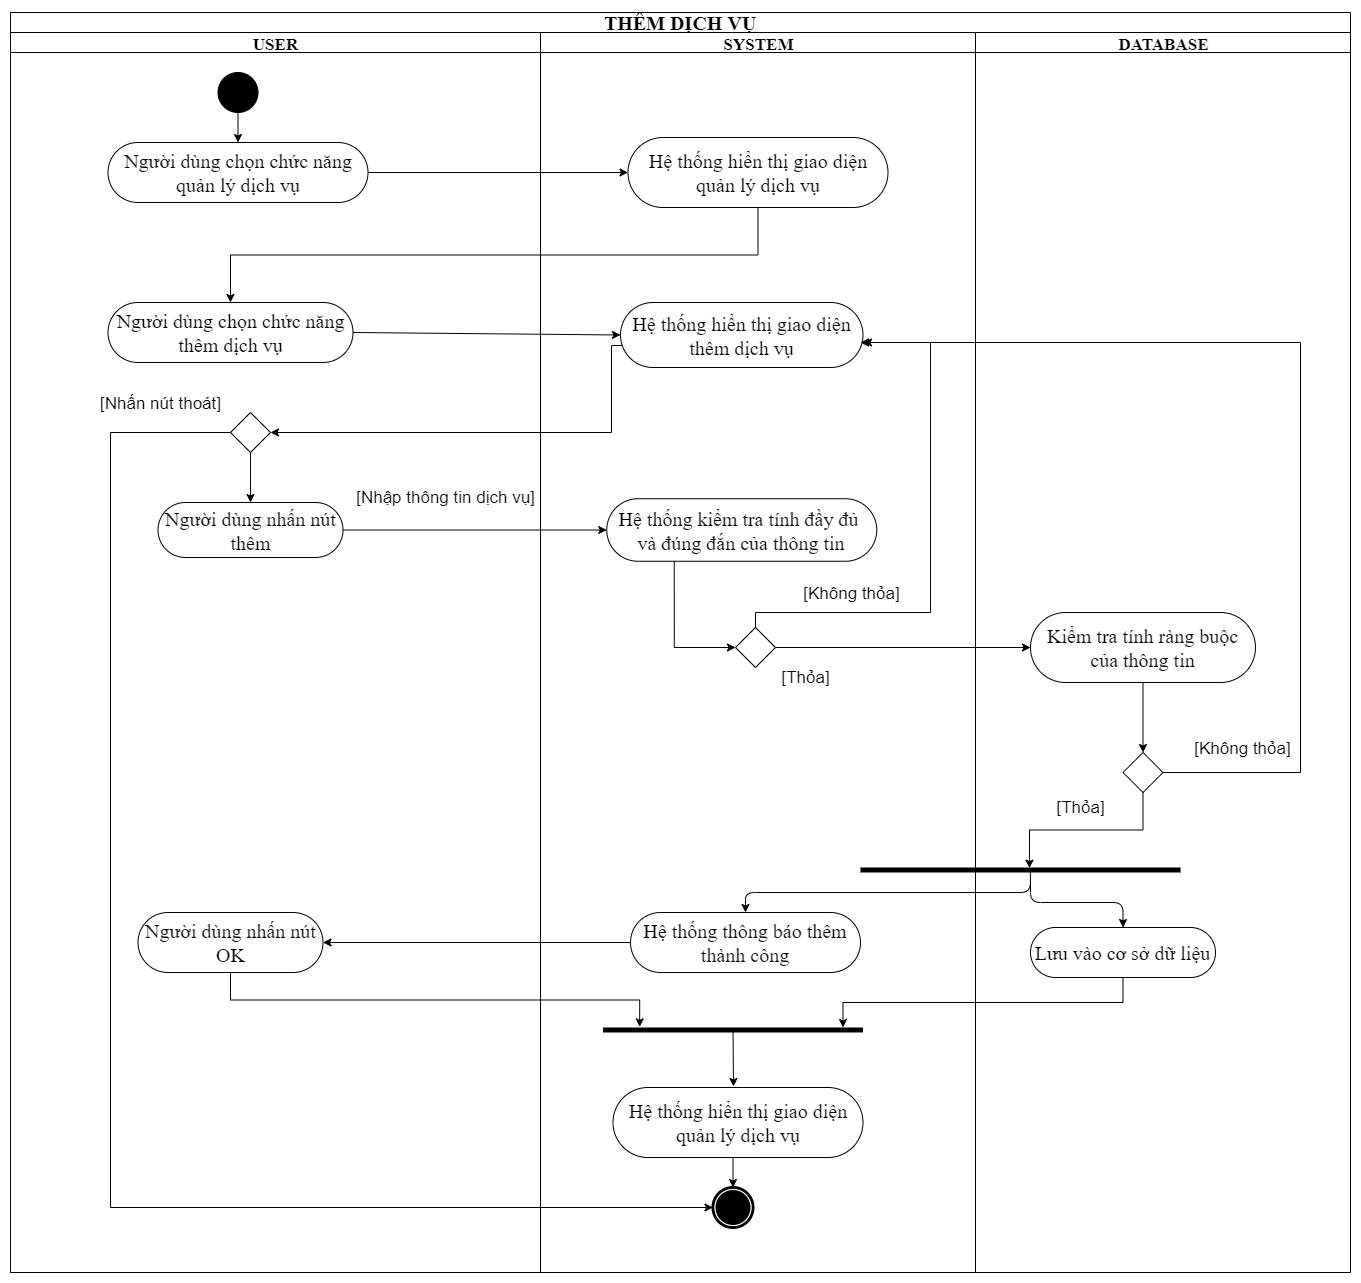 THÊM DỊCH VỤ
USER
SYSTEM
DATABASE
Người dùng chọn chức năng
quản lý dịch vụ
Hệ thống hiển thị giao diện
quản lý dịch vụ
Người dùng chọn chức năng
thêm dịch vụ
Hệ thống hiển thị giao diện
thêm dịch vụ
[Nhấn nút thoát]
Người dùng nhấn nút
thêm
[Nhập thông tin dịch vụ]
Hệ thống kiểm tra tính đầy đủ
và đúng đắn của thông tin
[Không thỏa]
[Thỏa]
Kiểm tra tính ràng buộc
của thông tin
[Không thỏa]
[Thỏa]
Người dùng nhấn nút
OK
Hệ thống thông báo thêm
thành công
Lưu vào cơ sở dữ liệu
Hệ thống hiển thị giao diện
quản lý dịch vụ